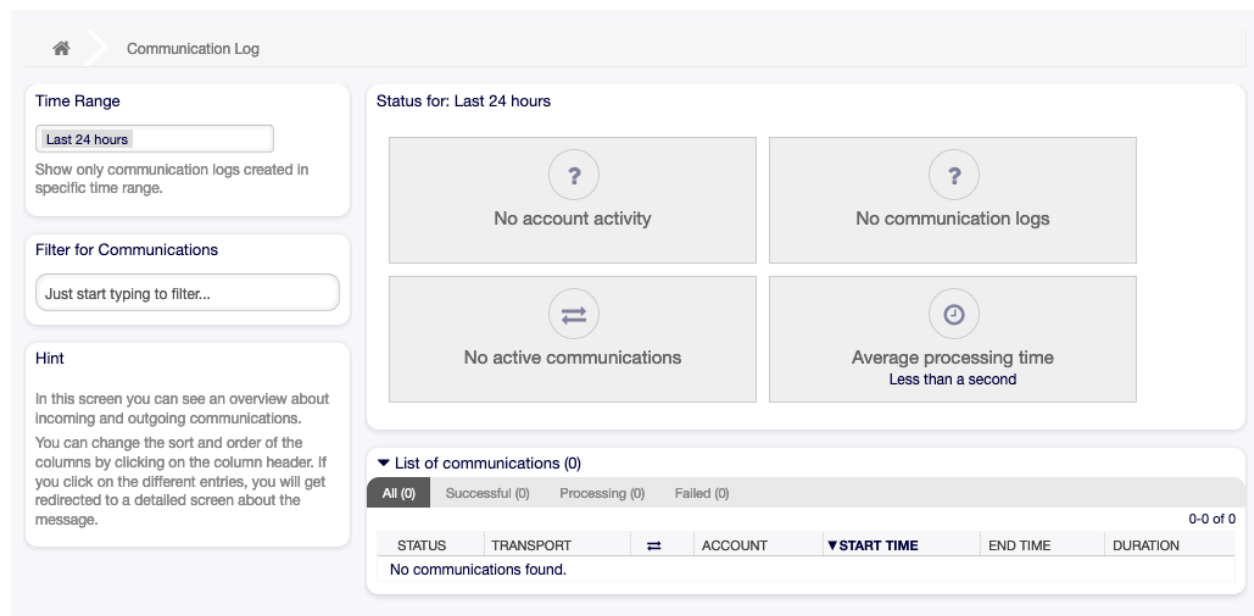 Communication Log
Time Range
Last 24 hours
Show only communication logs created in
specific time range.
Filter for Communications
Just start typing to filter...
Hint
In this screen you can see an overview about
incoming and outgoing communications.
You can change the sort and order of the
columns by clicking on the column header. If
you click on the different entries, you will get
redirected to a detailed screen about the
message.
Status for: Last 24 hours
?
No account activity
?
No communication logs
No active communications
Average processing time
Less than a second
List of communications (0)
All (0) Successful (0) Processing (0) Failed (0)
0-0 of 0
STATUS TRANSPORT ACCOUNT START TIME END TIME DURATION
No communications found.